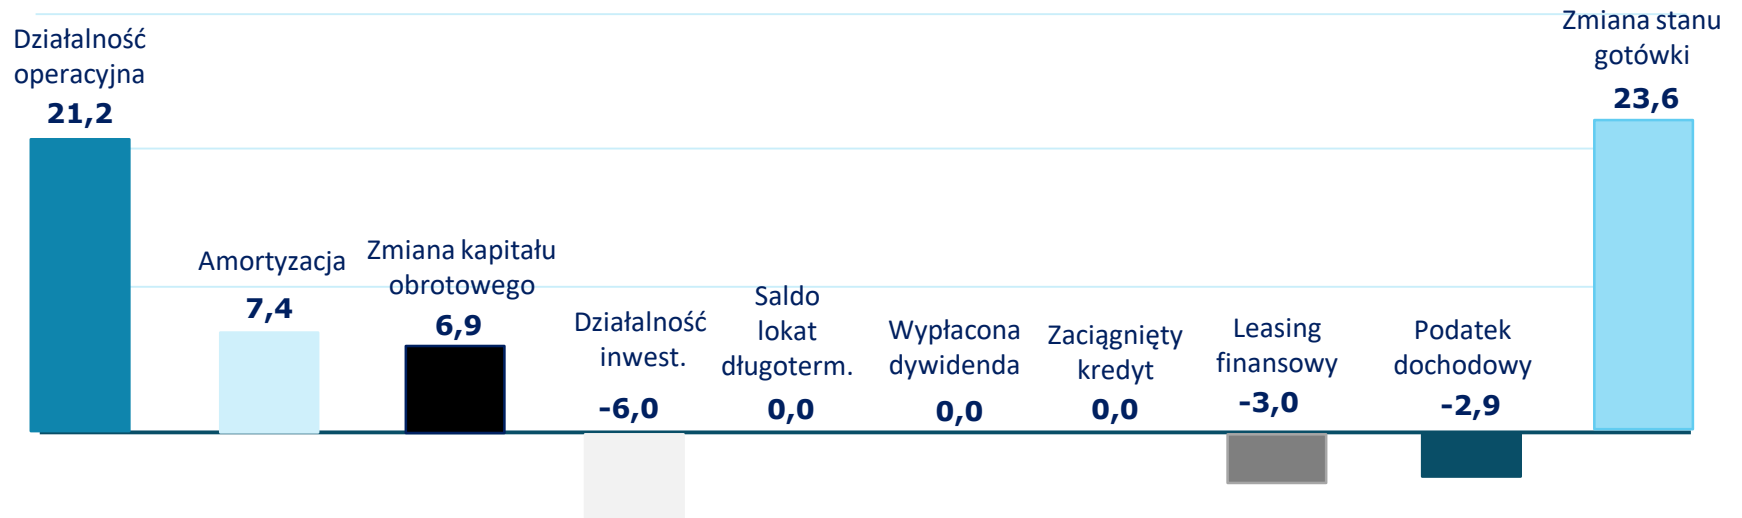 Działalność
operacyjna
21,2
Amortyzacja
7,4
Zmiana kapitału
obrotowego
6,9
Działalność
inwest.
-6,0
Saldo
lokat
długoterm.
0,0
Wypłacona
dywidenda
0,0
Zaciągnięty
kredyt
0,0
Leasing
finansowy
-3,0
Podatek
dochodowy
-2,9
Zmiana stanu
gotówki
23,6